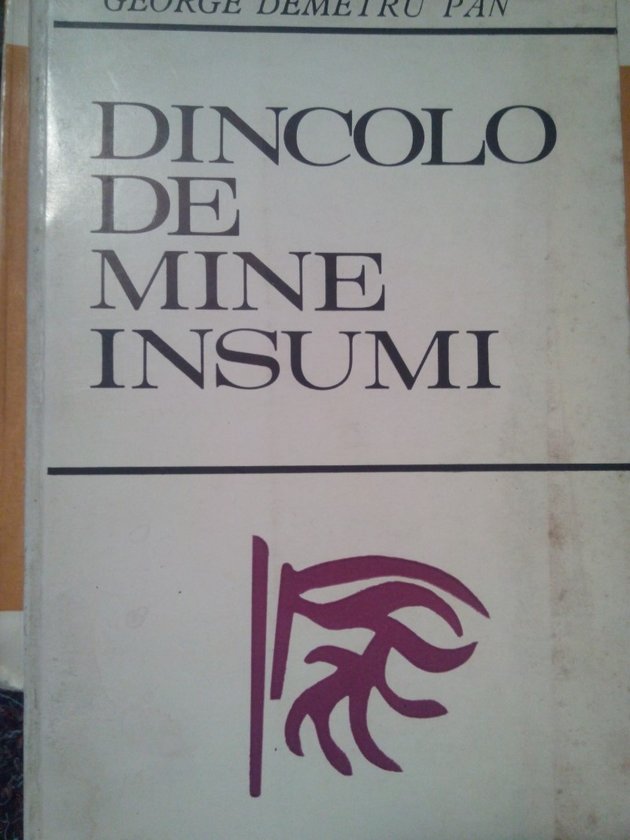 GEORGE DEMETRU PAN
DINCOLO
DE
MINE
INSUMI